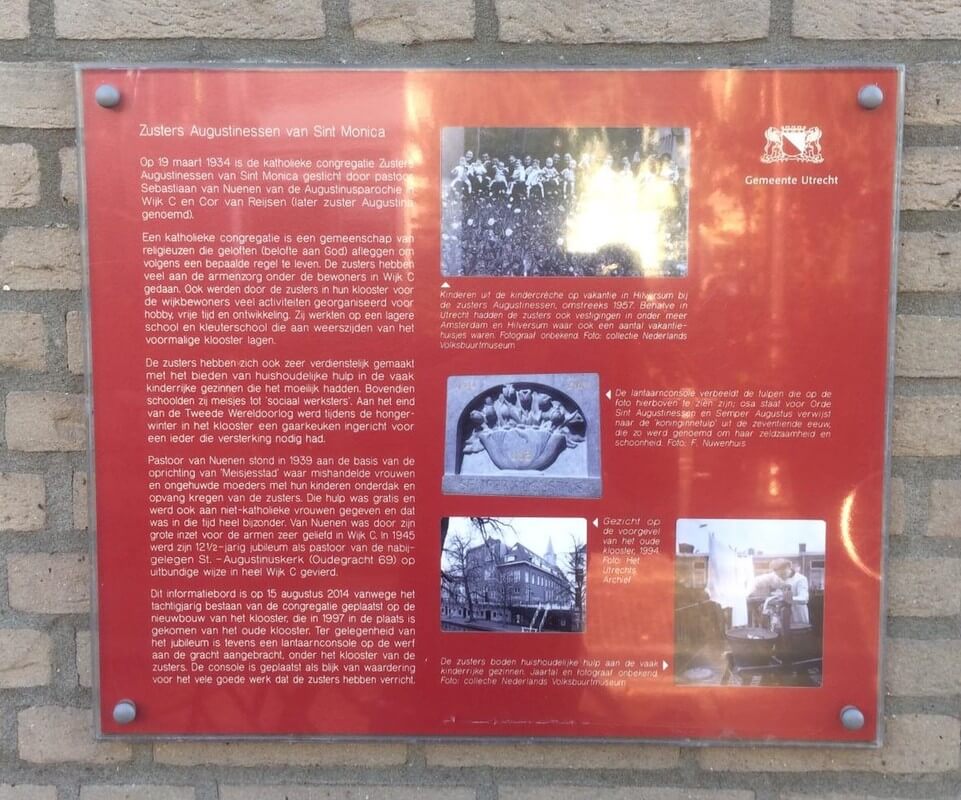 Zusters Augustinessen van Sint Monica
Op 19 maart 1934 is de katholieke congregatie Zusters
Augustinessen van Sint Monica gesticht door pastoor
Sebastiaan van Nuenen van de Augustinusparochie in
Wijk C en Cor van Reijsen (later zuster Augustina
genoemd).
Een katholieke congregatie is een gemeenschap van
religieuzen die geloften (belofte aan God) afleggen om
volgens een bepaalde regel te leven. De zusters hebben
veel aan de armenzorg onder de bewoners in Wijk C
gedaan. Ook werden door de zusters in hun klooster voor
de wijkbewoners veel activiteiten georganiseerd voor
hobby, vrije tijd en ontwikkeling. Zij werkten op een lagere
school en kleuterschool die aan weerszijden van het
voormalige klooster lagen.
De zusters hebben zich ook zeer verdienstelijk gemaakt
met het bieden van huishoudelijke hulp in de vaak
kinderrijke gezinnen die het moeilijk hadden. Bovendien
schoolden zij meisjes tot 'sociaal werksters'. Aan het eind
van de Tweede Wereldoorlog werd tijdens de honger-
winter in het klooster een gaarkeuken ingericht voor
een ieder die versterking nodig had.
Pastoor van Nuenen stond in 1939 aan de basis van de
oprichting van 'Meisjesstad' waar mishandelde vrouwen
en ongehuwde moeders met hun kinderen onderdak en
opvang kregen van de zusters. Die hulp was gratis en
werd ook aan niet-katholieke vrouwen gegeven en dat
was in die tijd heel bijzonder. Van Nuenen was door zijn
grote inzet voor de armen zeer geliefd in Wijk C. In 1945
werd zijn 12½-jarig jubileum als pastoor van de nabij-
gelegen St. -Augustinuskerk (Oudegracht 69) op
uitbundige wijze in heel Wijk C gevierd.
Dit informatiebord is op 15 augustus 2014 vanwege het
tachtigjarig bestaan van de congregatie geplaatst op de
nieuwbouw van het klooster, die in 1997 in de plaats is
gekomen van het oude klooster. Ter gelegenheid van
het jubileum is tevens een lantaarnconsole op de werf
aan de gracht aangebracht, onder het klooster van de
zusters. De console is geplaatst als blijk van waardering
voor het vele goede werk dat de zusters hebben verricht.
Gemeente Utrecht
Kinderen uit de kindercrèche op vakantie in Hilversum bij
de zusters Augustinessen, omstreeks 1957. Behalve in
Utrecht hadden de zusters ook vestigingen in onder meer
Amsterdam en Hilversum waar ook een aantal vakantie-
huisjes waren. Fotograaf onbekend. Foto: collectie Nederlands
Volksbuurtmuseum
De lantaarnconsole verbeeldt de tulpen die op de
foto hierboven te zien zijn; osa staat voor Orde
Sint Augustinessen en Semper Augustus verwijst
naar de 'koninginnetulp' uit de zeventiende eeuw,
die zo werd genoemd om haar zeldzaamheid en
schoonheid. Foto: F. Nuwenhuis
Gezicht op
de voorgevel
van het oude
klooster, 1994.
Foto: Het
Utrechts
Archief
De zusters boden huishoudelijke hulp aan de vaak
kinderrijke gezinnen. Jaartal en fotograaf onbekend.
Foto: collectie Nederlands Volksbuurtmuseum